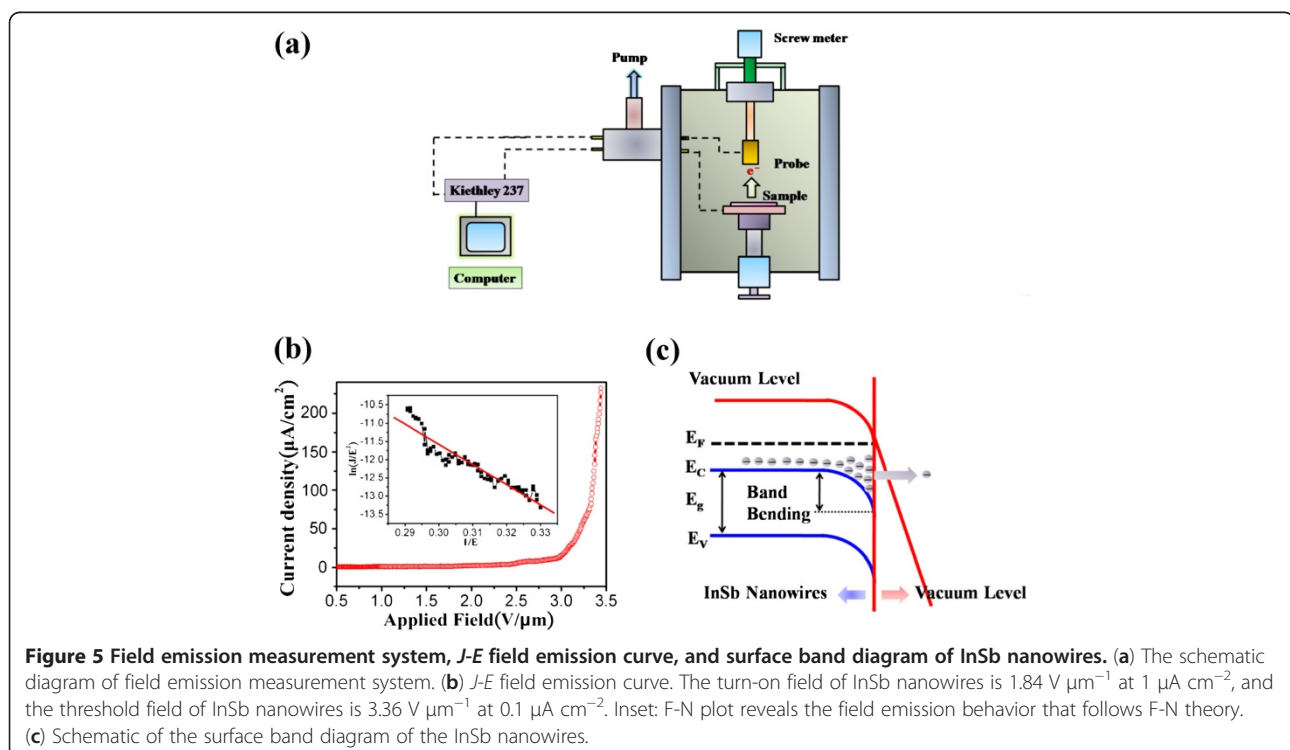 (a)
Screw meter
Pump
Probe
e⁻
Sample
Kiethley 237
Computer
(b)
Current density(μA/cm²)
200
150
100
50
0
0.5 1.0 1.5 2.0 2.5 3.0 3.5
Applied Field(V/μm)
ln(J/E²)
-10.5
-11.0
-11.5
-12.0
-12.5
-13.0
-13.5
0.29 0.30 0.31 0.32 0.33
1/E
(c)
Vacuum Level
E_F
E_C
E_g
E_V
Band
Bending
InSb Nanowires
Vacuum Level
Figure 5 Field emission measurement system, J-E field emission curve, and surface band diagram of InSb nanowires. (a) The schematic
diagram of field emission measurement system. (b) J-E field emission curve. The turn-on field of InSb nanowires is 1.84 V μm⁻¹ at 1 μA cm⁻², and
the threshold field of InSb nanowires is 3.36 V μm⁻¹ at 0.1 μA cm⁻². Inset: F-N plot reveals the field emission behavior that follows F-N theory.
(c) Schematic of the surface band diagram of the InSb nanowires.